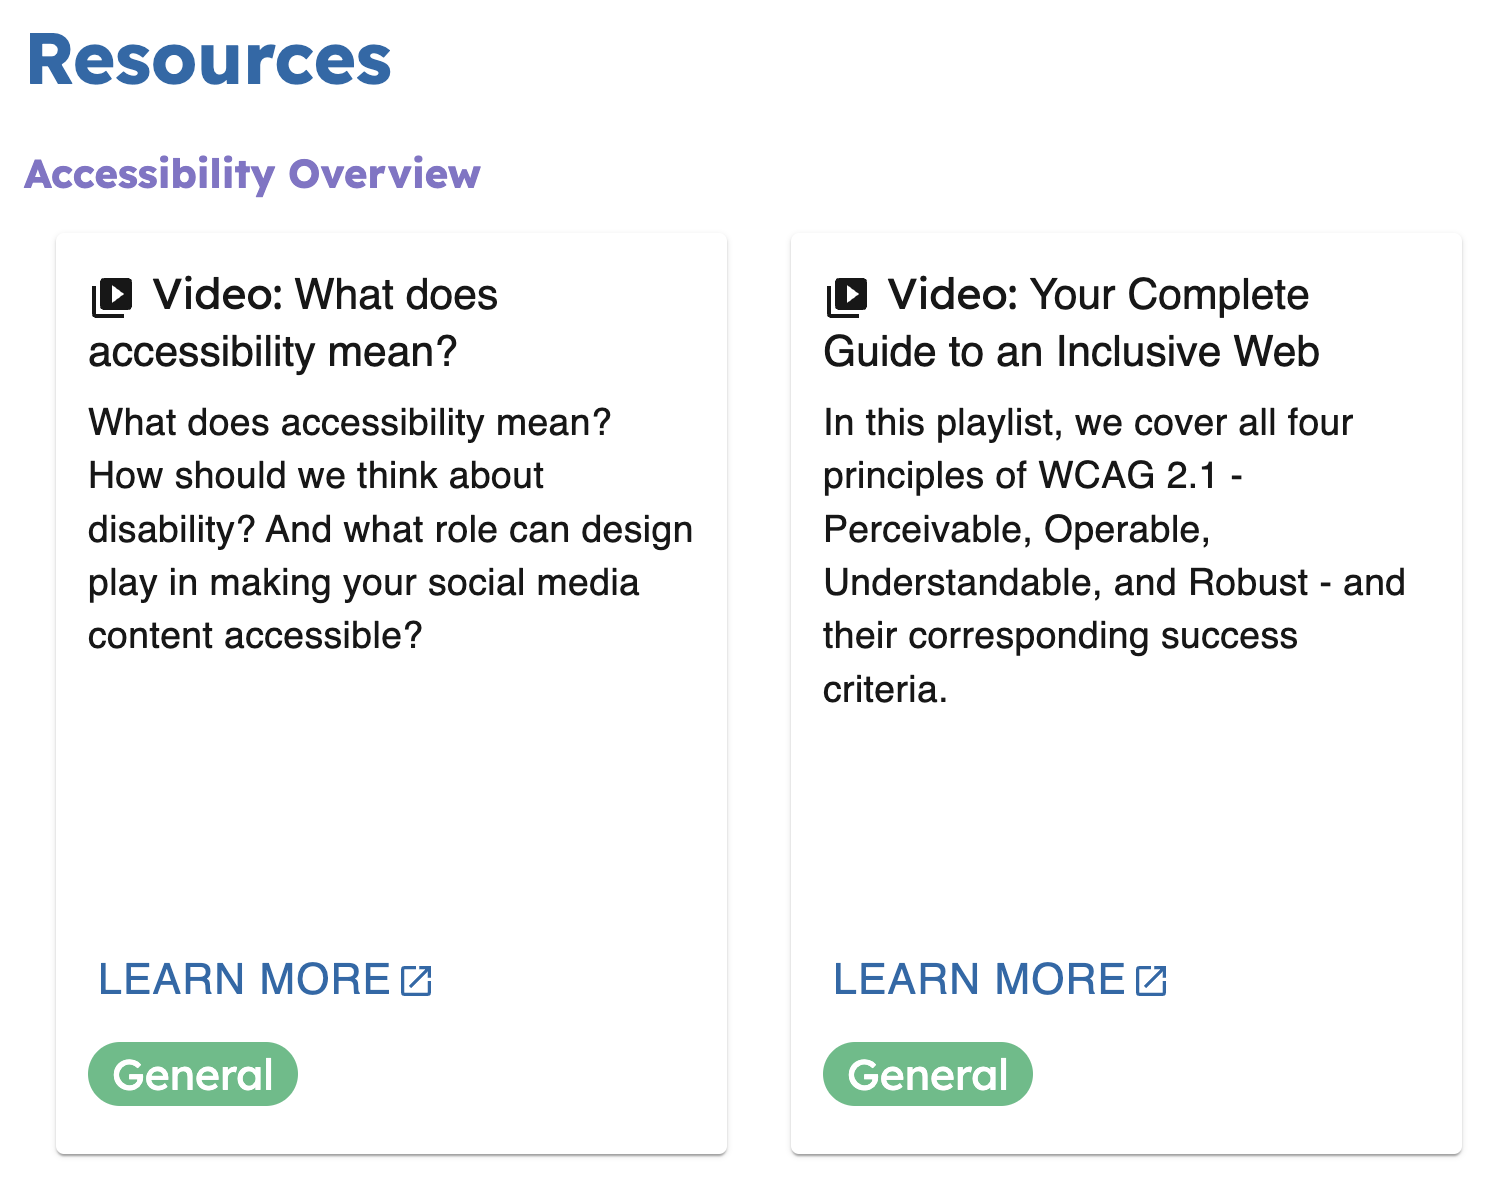 Resources
Accessibility Overview
Video: What does
accessibility mean?
What does accessibility mean?
How should we think about
disability? And what role can design
play in making your social media
content accessible?
LEARN MORE
General
Video: Your Complete
Guide to an Inclusive Web
In this playlist, we cover all four
principles of WCAG 2.1 -
Perceivable, Operable,
Understandable, and Robust - and
their corresponding success
criteria.
LEARN MORE
General